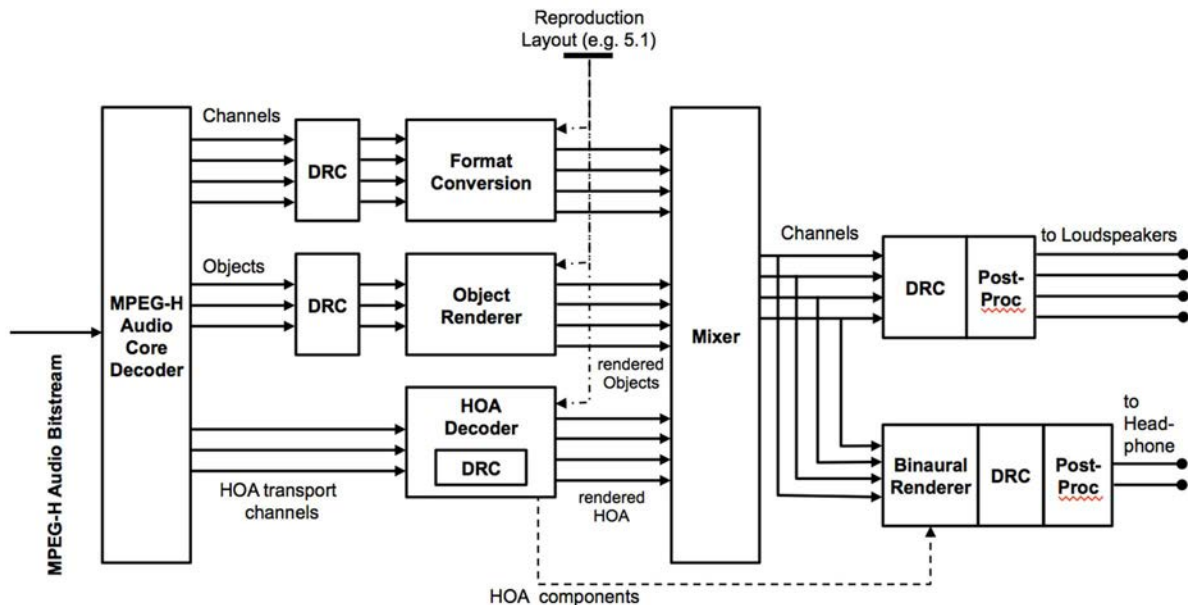 Reproduction
Layout (e.g. 5.1)
Channels
DRC
Format
Conversion
Objects
DRC
Object
Renderer
MPEG-H
Audio
Core
Decoder
MPEG-H Audio Bitstream
rendered
Objects
HOA
Decoder
DRC
HOA transport
channels
rendered
HOA
Mixer
Channels
DRC
Post-
Proc
to Loudspeakers
Binaural
Renderer
DRC
Post-
Proc
to
Head-
phone
HOA components